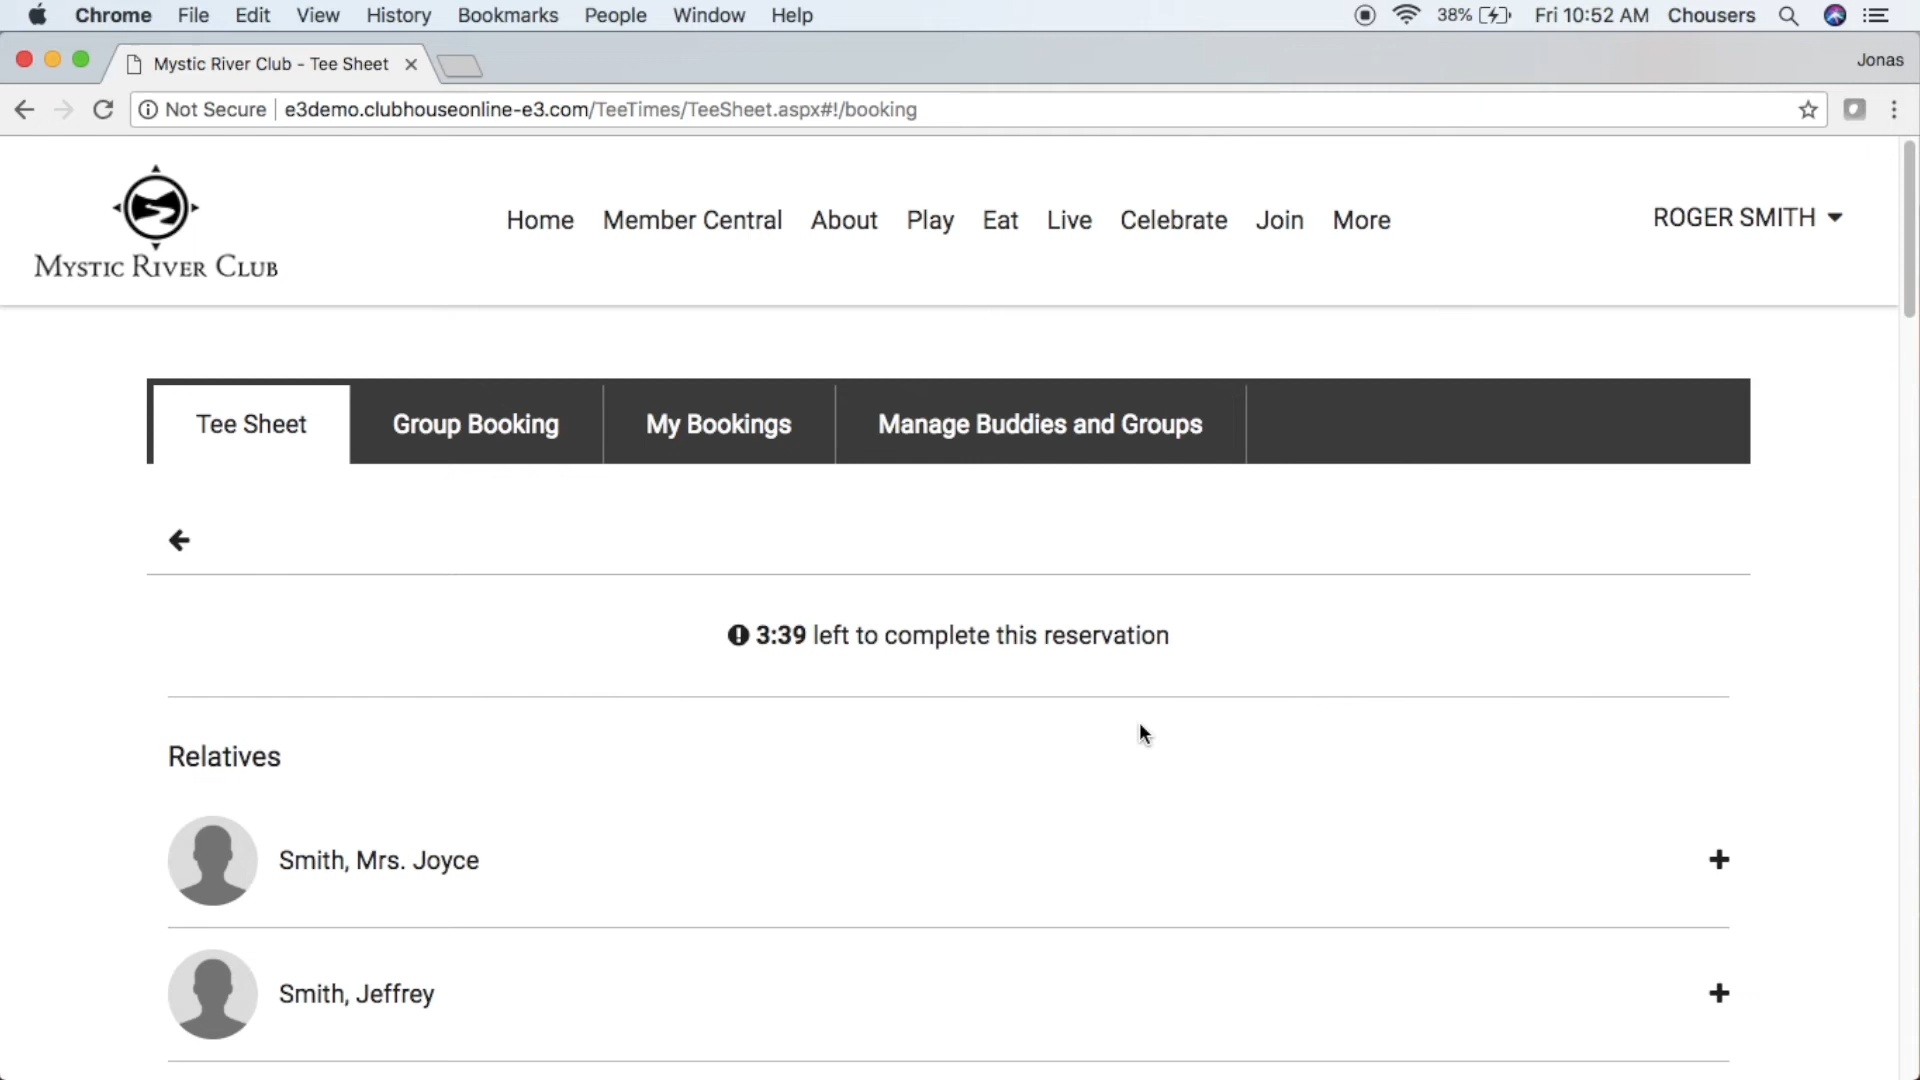 Chrome File Edit View History Bookmarks People Window Help 38% Fri 10:52 AM Chousers
Mystic River Club - Tee Sheet Jonas
Not Secure e3demo.clubhouseonline-e3.com/TeeTimes/TeeSheet.aspx#!/booking
MYSTIC RIVER CLUB
Home Member Central About Play Eat Live Celebrate Join More
ROGER SMITH
Tee Sheet Group Booking My Bookings Manage Buddies and Groups
3:39 left to complete this reservation
Relatives
Smith, Mrs. Joyce
Smith, Jeffrey